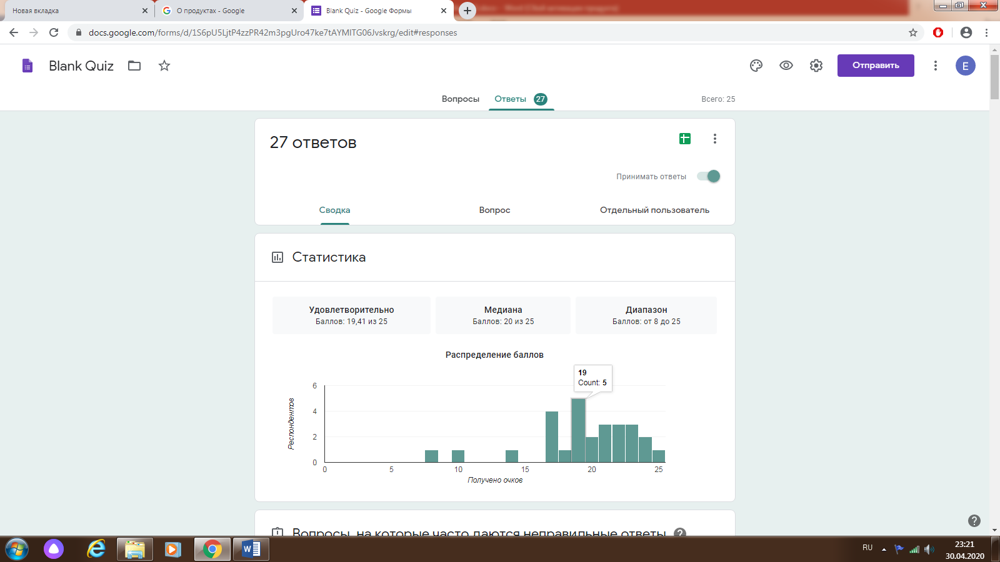 Новая вкладка
О продуктах - Google
Blank Quiz - Google Формы
docs.google.com/forms/d/1S6pU5LjtP4zzPR42m3pgUro47ke7tAYMlTG06Jvskrg/edit#responses
Blank Quiz
Отправить
E
Вопросы
Ответы 27
Всего: 25
27 ответов
Принимать ответы
Сводка
Вопрос
Отдельный пользователь
Статистика
Удовлетворительно
Баллов: 19,41 из 25
Медиана
Баллов: 20 из 25
Диапазон
Баллов: от 8 до 25
Распределение баллов
19
Count: 5
Респондентов
6
4
2
0
0 5 10 15 20 25
Получено очков
Вопросы, на которые часто даются неправильные ответы
RU
23:21
30.04.2020